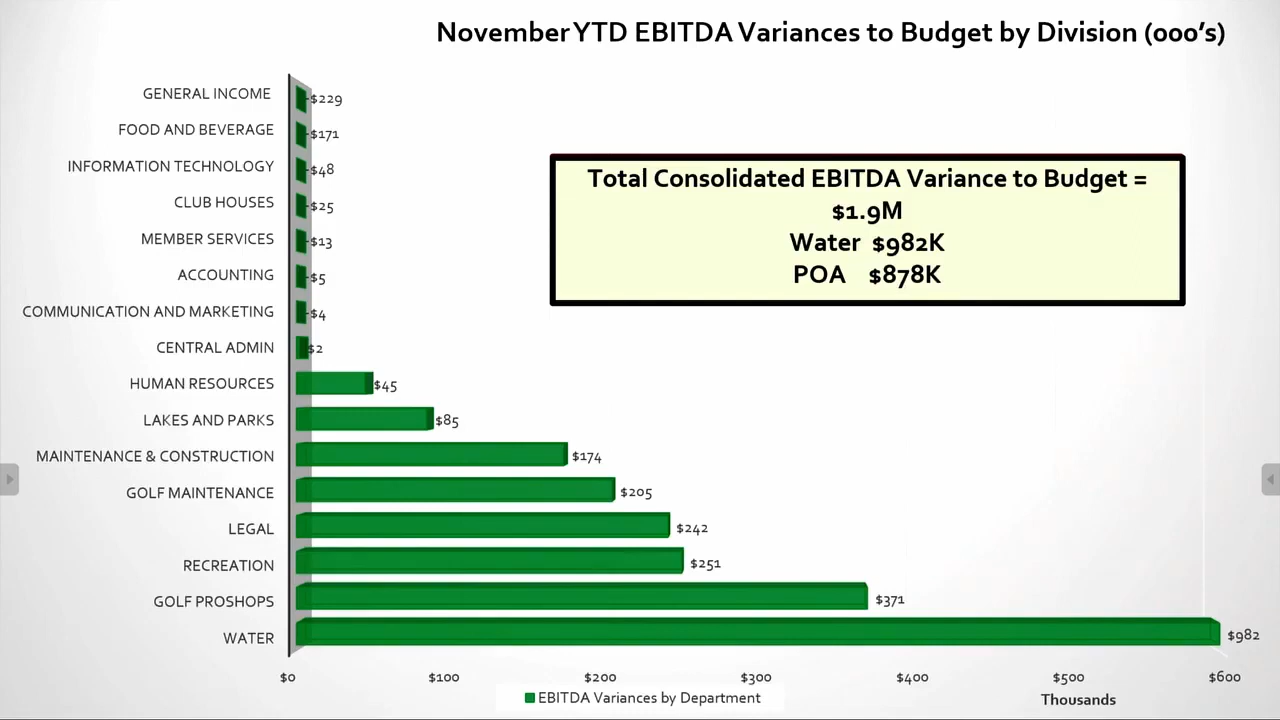 November YTD EBITDA Variances to Budget by Division (000's)
GENERAL INCOME $229
FOOD AND BEVERAGE $171
INFORMATION TECHNOLOGY $48
CLUB HOUSES $25
MEMBER SERVICES $13
ACCOUNTING $5
COMMUNICATION AND MARKETING $4
CENTRAL ADMIN $2
HUMAN RESOURCES $45
LAKES AND PARKS $85
MAINTENANCE & CONSTRUCTION $174
GOLF MAINTENANCE $205
LEGAL $242
RECREATION $251
GOLF PROSHOPS $371
WATER $982
Total Consolidated EBITDA Variance to Budget =
$1.9M
Water $982K
POA $878K
$0 $100 $200 $300 $400 $500 $600
Thousands
EBITDA Variances by Department